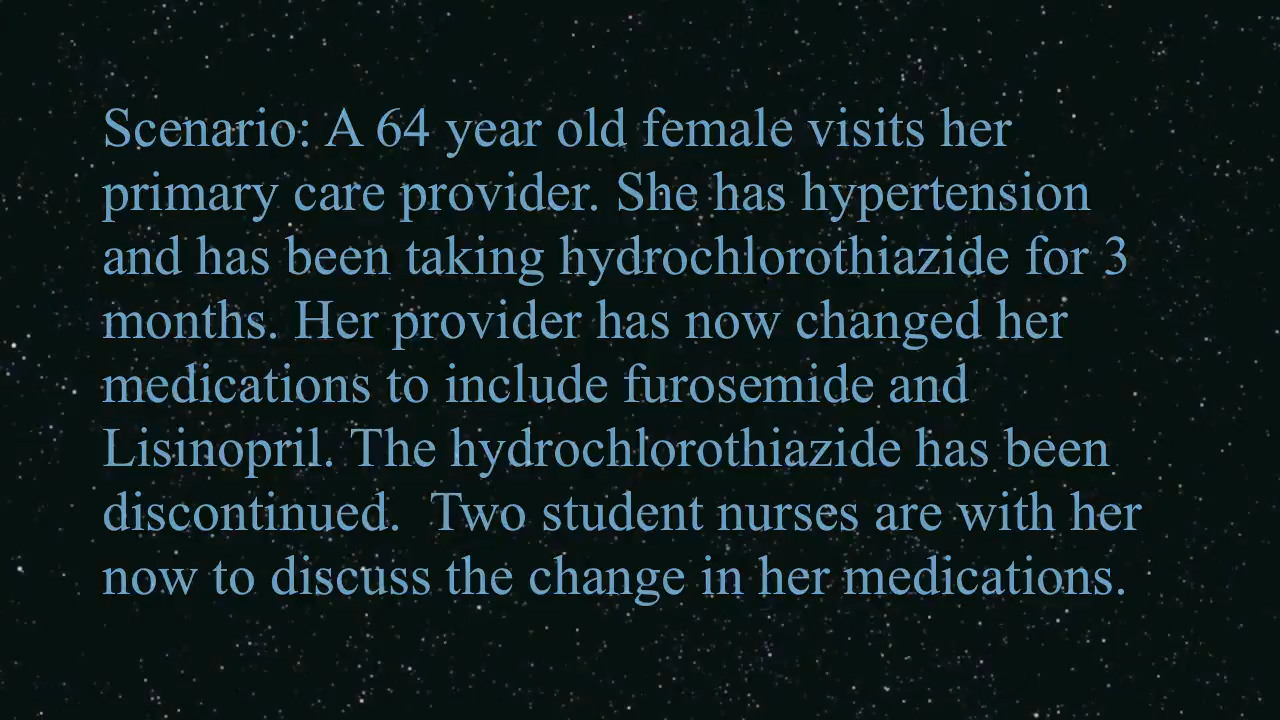 Scenario: A 64 year old female visits her
primary care provider. She has hypertension
and has been taking hydrochlorothiazide for 3
months. Her provider has now changed her
medications to include furosemide and
Lisinopril. The hydrochlorothiazide has been
discontinued.  Two student nurses are with her
now to discuss the change in her medications.